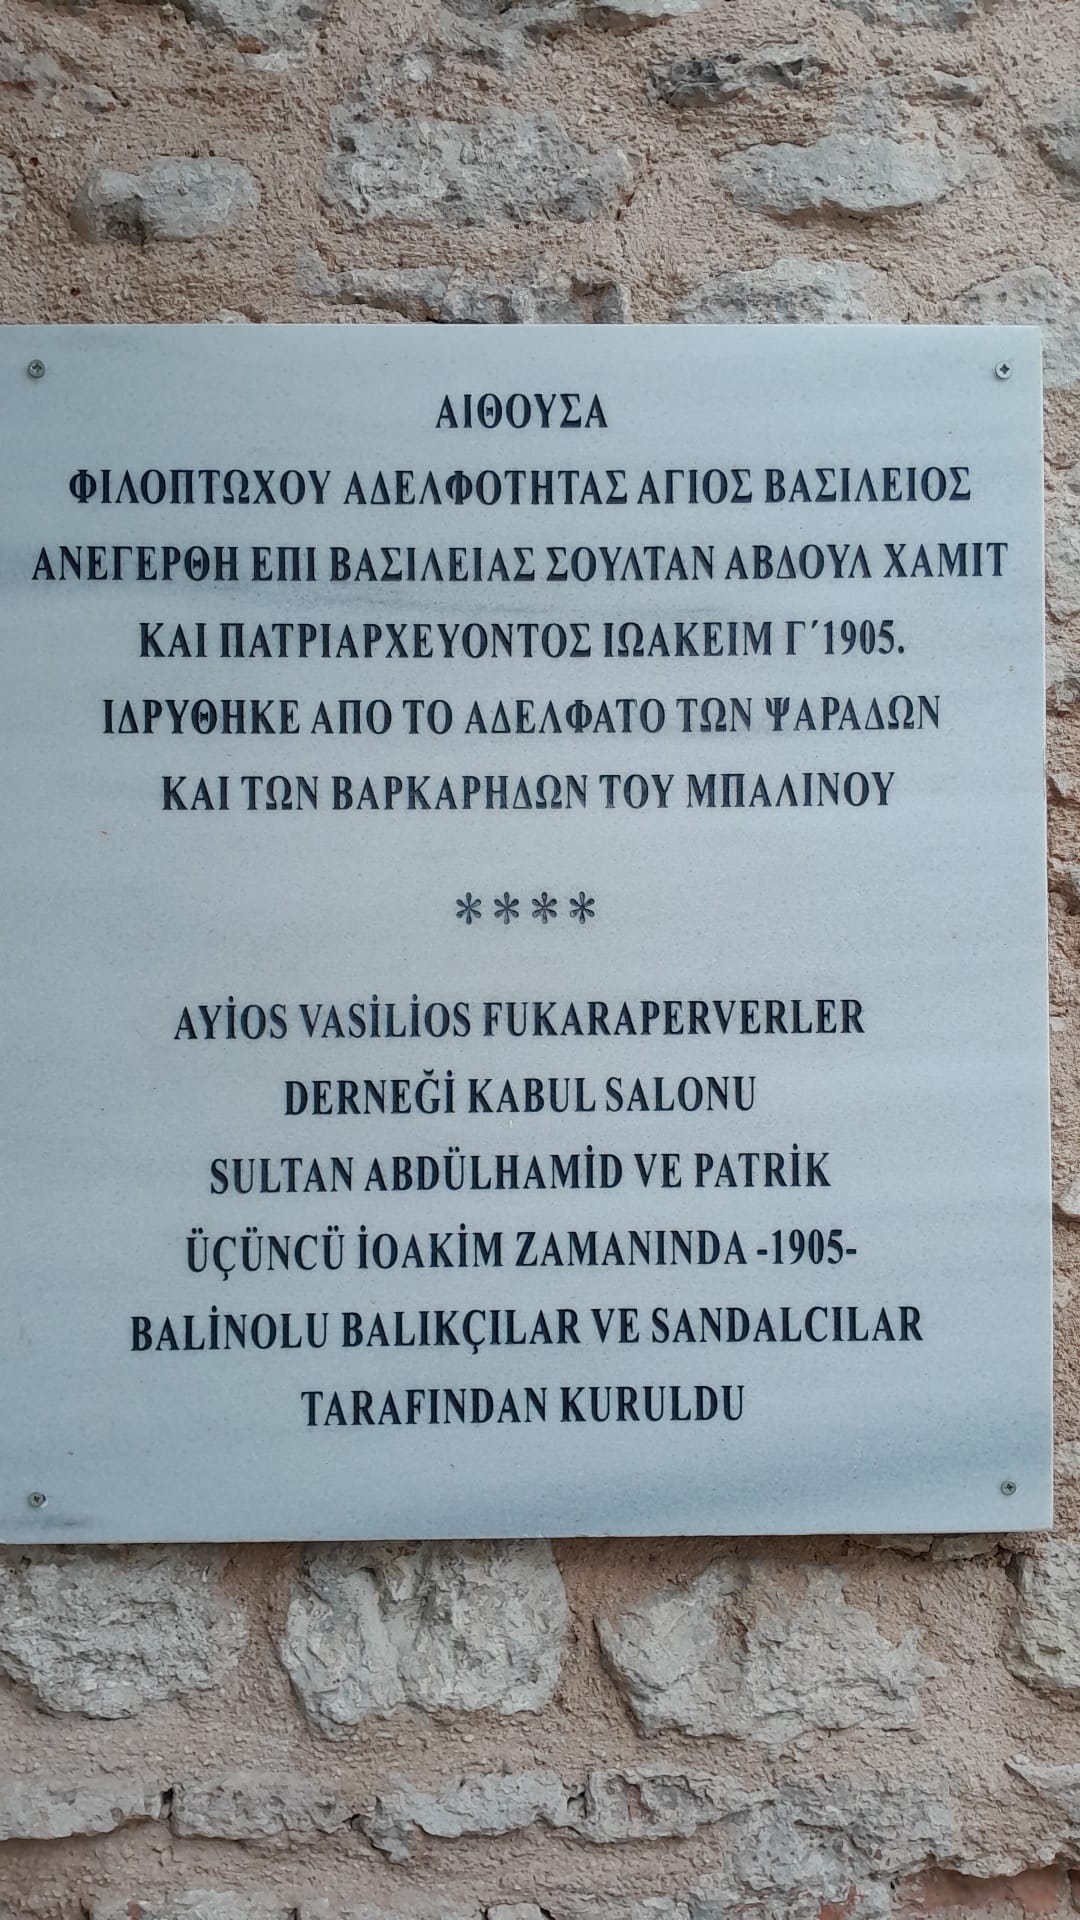 ΑΙΘΟΥΣΑ
ΦΙΛΟΠΤΩΧΟΥ ΑΔΕΛΦΟΤΗΤΑΣ ΑΓΙΟΣ ΒΑΣΙΛΕΙΟΣ
ΑΝΕΓΕΡΘΗ ΕΠΙ ΒΑΣΙΛΕΙΑΣ ΣΟΥΛΤΑΝ ΑΒΔΟΥΛ ΧΑΜΙΤ
ΚΑΙ ΠΑΤΡΙΑΡΧΕΥΟΝΤΟΣ ΙΩΑΚΕΙΜ Γ΄1905.
ΙΔΡΥΘΗΚΕ ΑΠΟ ΤΟ ΑΔΕΛΦΑΤΟ ΤΩΝ ΨΑΡΑΔΩΝ
ΚΑΙ ΤΩΝ ΒΑΡΚΑΡΗΔΩΝ ΤΟΥ ΜΠΑΛΙΝΟΥ
****
AYİOS VASİLİOS FUKARAPERVERLER
DERNEĞİ KABUL SALONU
SULTAN ABDÜLHAMİD VE PATRİK
ÜÇÜNCÜ İOAKİM ZAMANINDA -1905-
BALİNOLU BALIKÇILAR VE SANDALCILAR
TARAFINDAN KURULDU